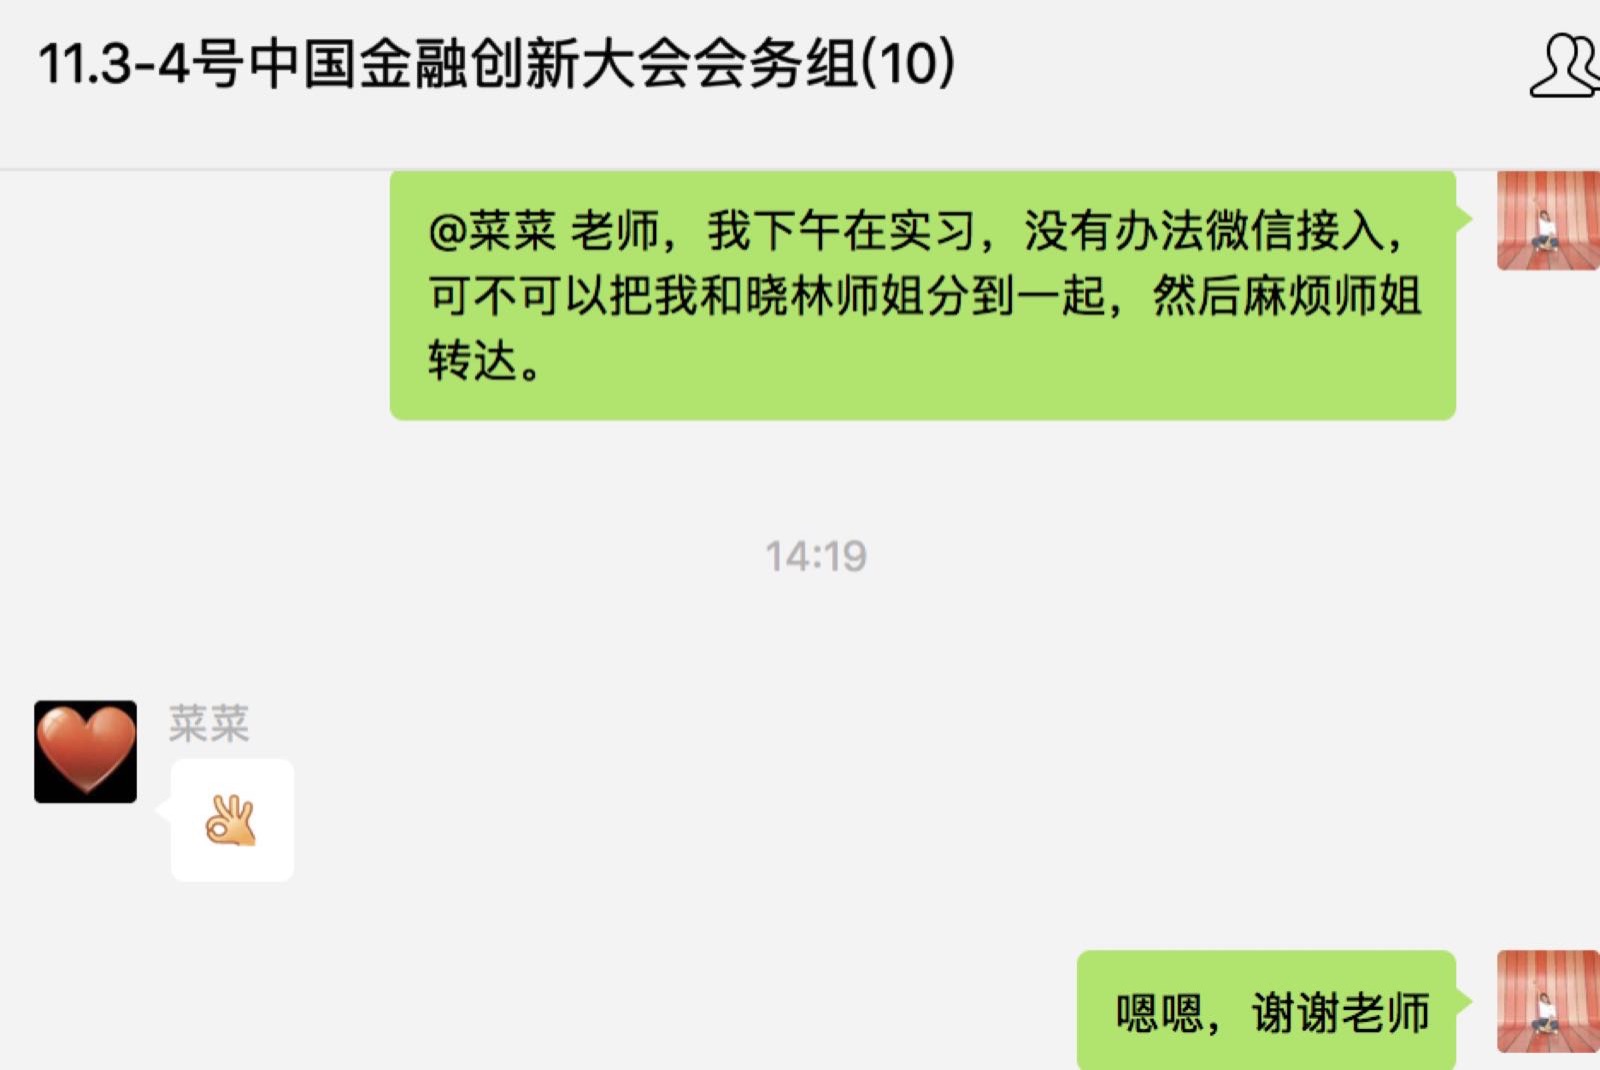 11.3-4号中国金融创新大会会务组(10)
@菜菜 老师，我下午在实习，没有办法微信接入，
可不可以把我和晓林师姐分到一起，然后麻烦师姐
转达。
14:19
菜菜
嗯嗯，谢谢老师